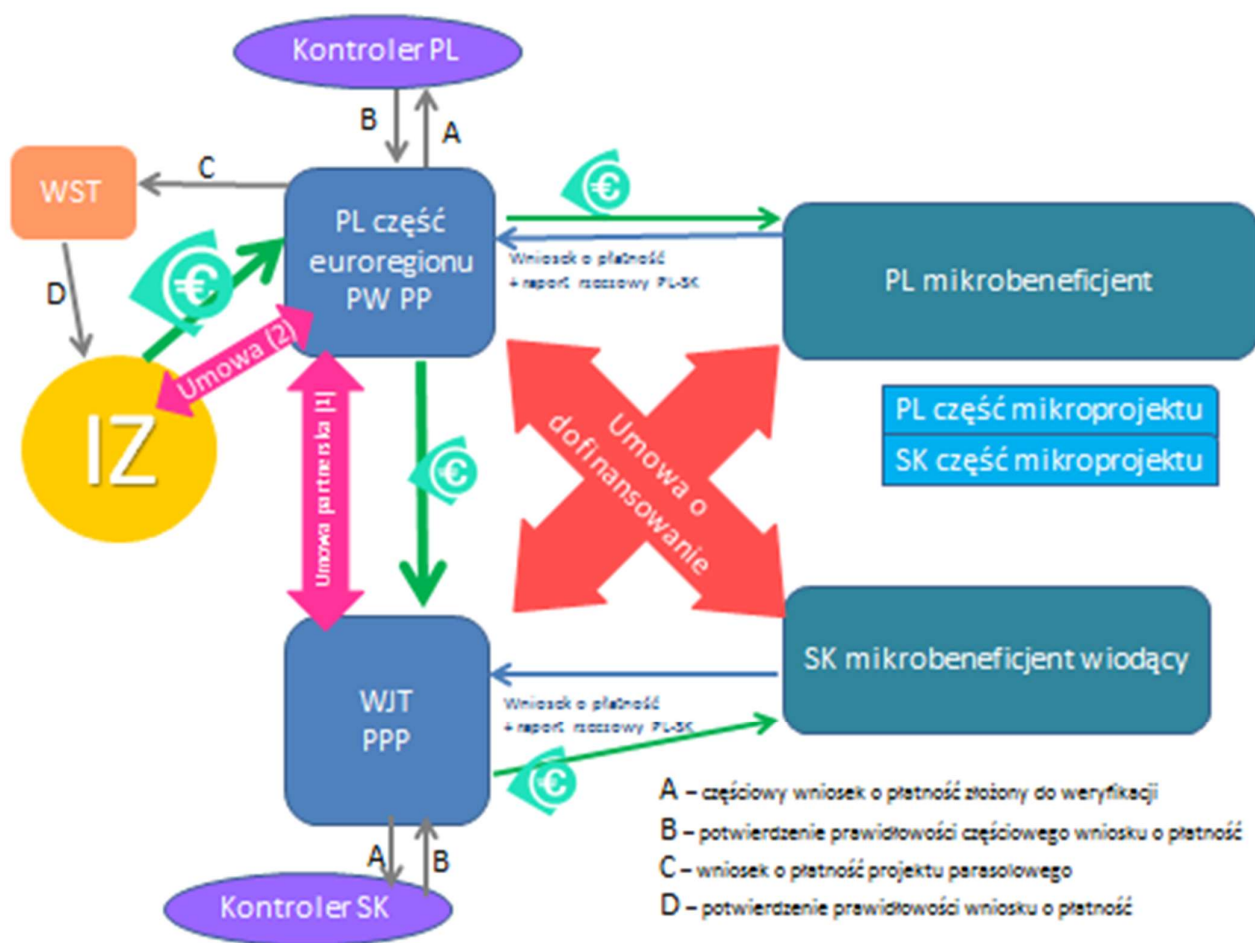 Kontroler PL
B
A
C
WST
D
PL część
euroregionu
PW PP
€
€
Wniosek o płatność
+ raport rzeczowy PL-SK
PL mikrobeneficjent
Umowa (2)
IZ
Umowa partnerska (1)
€
Umowa o
dofinansowanie
PL część mikroprojektu
SK część mikroprojektu
WJT
PPP
Wniosek o płatność
+ raport rzeczowy PL-SK
€
SK mikrobeneficjent wiodący
A
B
Kontroler SK
A – częściowy wniosek o płatność złożony do weryfikacji
B – potwierdzenie prawidłowości częściowego wniosku o płatność
C – wniosek o płatność projektu parasolowego
D – potwierdzenie prawidłowości wniosku o płatność